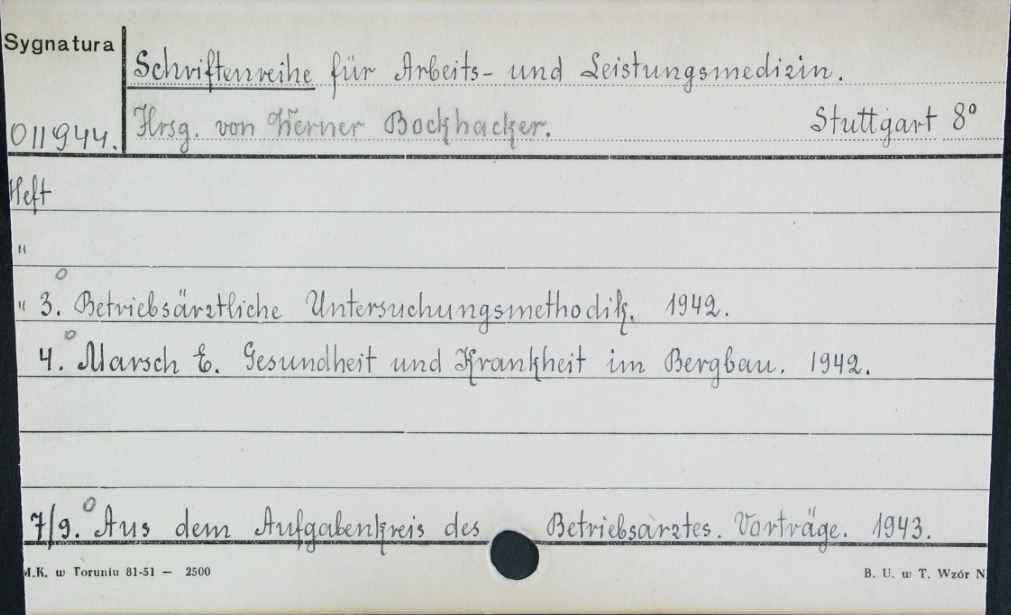 Sygnatura
Schriftenreihe für Arbeits- und Leistungsmedizin.
011944. Hrsg. von Werner Bockhacker. Stuttgart 8°
Heft
"
" 3. Betriebsärztliche Untersuchungsmethodik. 1942.
4. Marsch E. Gesundheit und Krankheit im Bergbau. 1942.
7/9. Aus dem Aufgabenkreis des Betriebsarztes. Vorträge. 1943.
M.K. w Toruniu 81-51 — 2500 B. U. w T. Wzór N